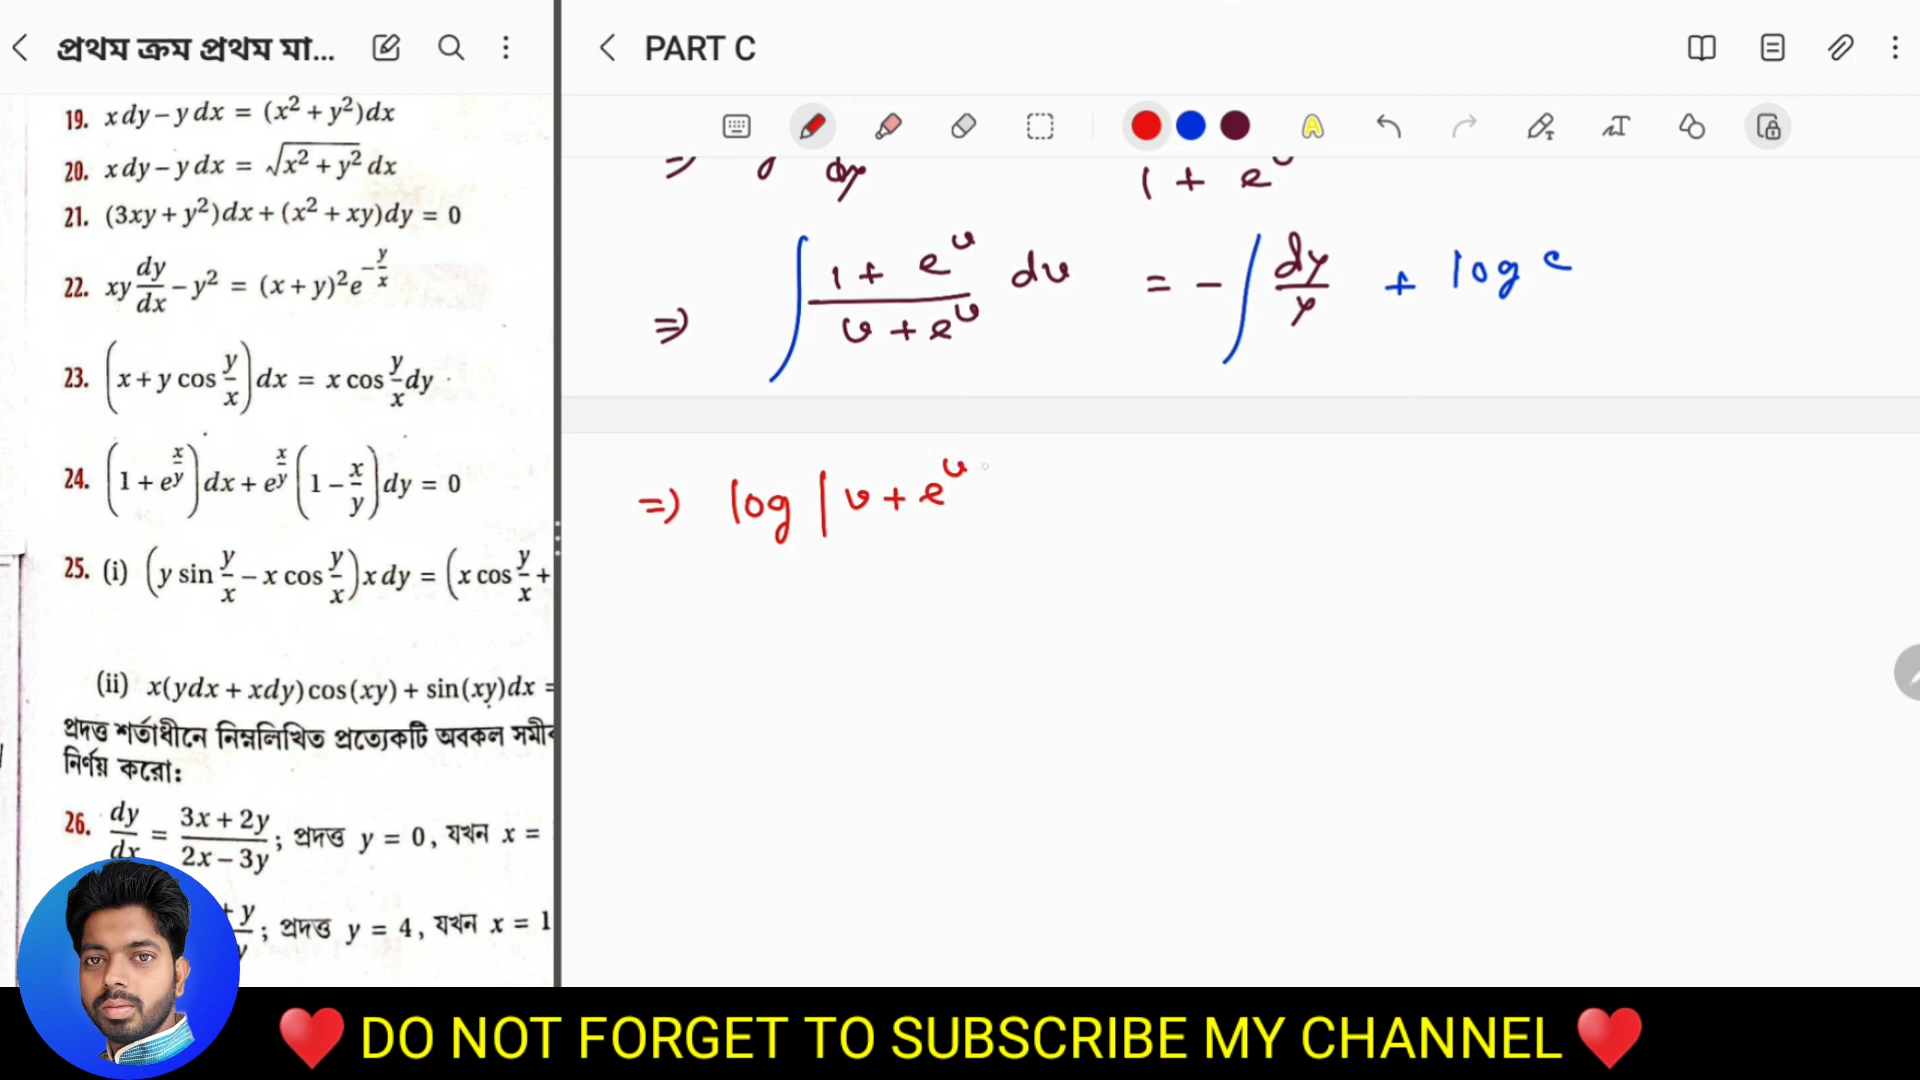 প্রথম ক্রম প্রথম মা...
19. x dy – y dx = (x² + y²)dx
20. x dy – y dx = √(x² + y²) dx
21. (3xy + y²)dx + (x² + xy)dy = 0
22. xy dy/dx – y² = (x + y)² e^(–y/x)
23. (x + y cos y/x) dx = x cos y/x dy
24. (1 + e^(x/y)) dx + e^(x/y) (1 – x/y) dy = 0
25. (i) (y sin y/x – x cos y/x) x dy = (x cos y/x +
(ii) x(ydx + xdy) cos(xy) + sin(xy)dx =
প্রদত্ত শর্তাধীনে নিম্নলিখিত প্রত্যেকটি অবকল
নির্ণয় করো:
26. dy/dx = (3x + 2y)/(2x – 3y); প্রদত্ত y = 0, যখন x =
; প্রদত্ত y = 4, যখন x = 1
PART C
dy 1 + e^v
⇒ ∫ (1 + e^v)/(v + e^v) dv = – ∫ dy/y + log c
⇒ log | v + e^v
DO NOT FORGET TO SUBSCRIBE MY CHANNEL